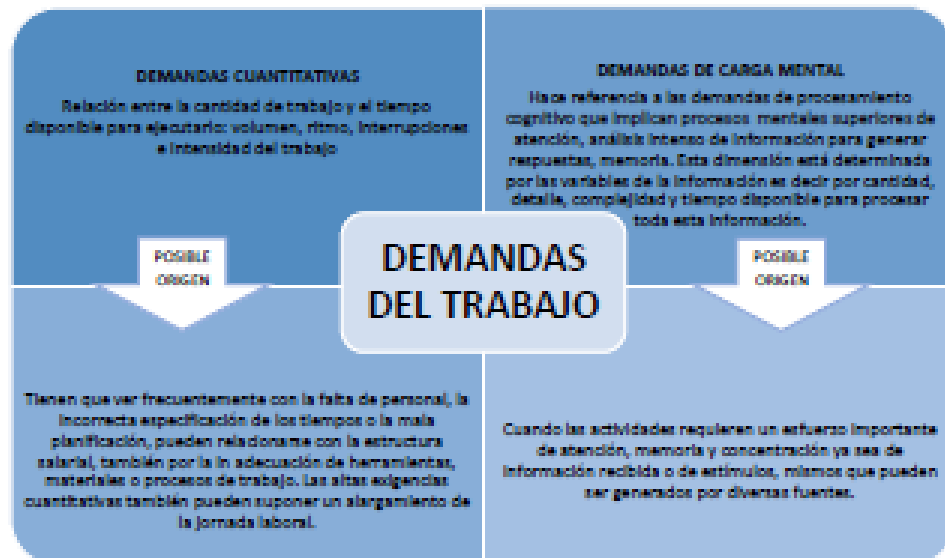 DEMANDAS CUANTITATIVAS
Relación entre la cantidad de trabajo y el tiempo
disponible para ejecutarlo: volumen, ritmo, interrupciones
e intensidad del trabajo
DEMANDAS DE CARGA MENTAL
Hace referencia a las demandas de procesamiento
cognitivo que implican procesos mentales superiores de
atención, análisis intenso de información para generar
respuestas, memoria. Esta dimensión está determinada
por las variables de la información es decir por cantidad,
detalle, complejidad y tiempo disponible para procesar
toda esta información.
POSIBLE
ORIGEN
DEMANDAS
DEL TRABAJO
POSIBLE
ORIGEN
Tienen que ver frecuentemente con la falta de personal, la
incorrecta especificación de los tiempos o la mala
planificación, pueden relacionarse con la estructura
salarial, también por la in adecuación de herramientas,
materiales o procesos de trabajo. Las altas exigencias
cuantitativas también pueden suponer un alargamiento de
la jornada laboral.
Cuando las actividades requieren un esfuerzo importante
de atención, memoria y concentración ya sea de
información recibida o de estímulos, mismos que pueden
ser generados por diversas fuentes.